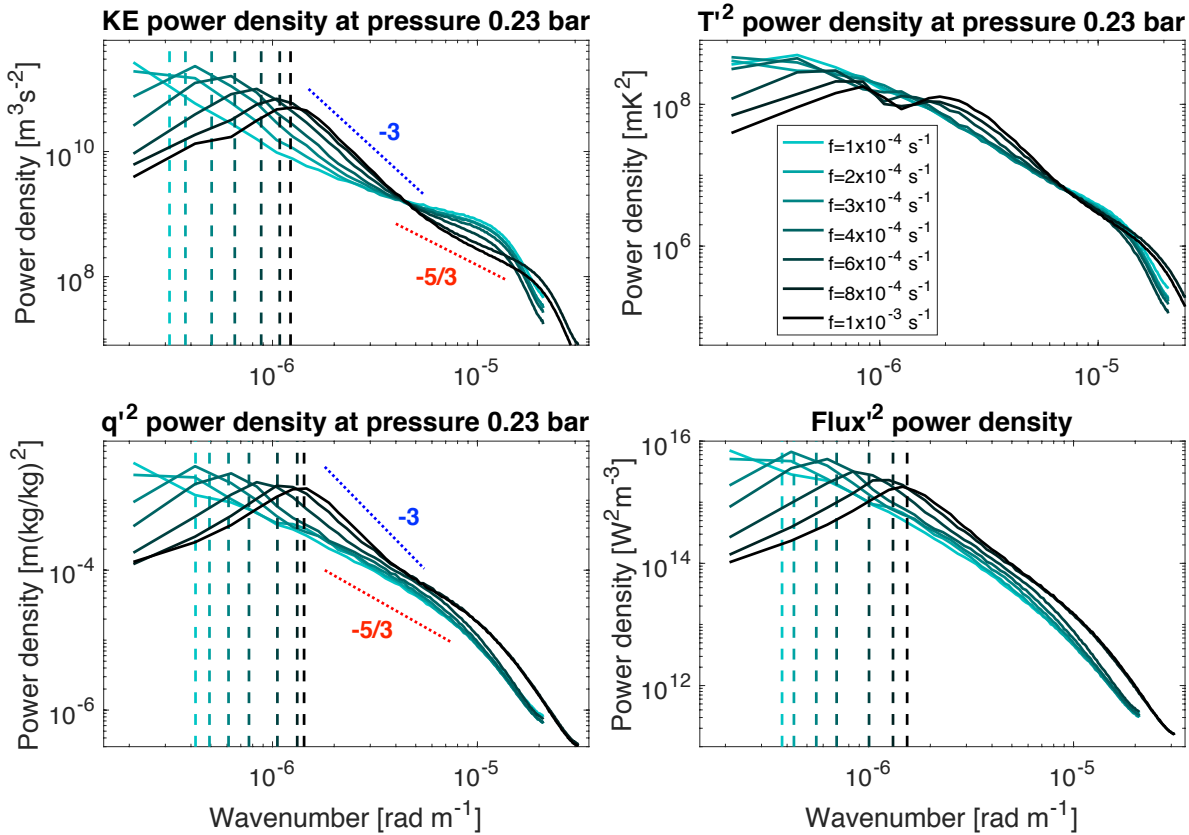 KE power density at pressure 0.23 bar
Power density [m³s⁻²]
10¹⁰
10⁸
-3
-5/3
10⁻⁶
10⁻⁵
T'² power density at pressure 0.23 bar
Power density [mK²]
10⁸
10⁶
f=1x10⁻⁴ s⁻¹
f=2x10⁻⁴ s⁻¹
f=3x10⁻⁴ s⁻¹
f=4x10⁻⁴ s⁻¹
f=6x10⁻⁴ s⁻¹
f=8x10⁻⁴ s⁻¹
f=1x10⁻³ s⁻¹
10⁻⁶
10⁻⁵
q'² power density at pressure 0.23 bar
Power density [m(kg/kg)²]
10⁻⁴
10⁻⁶
-3
-5/3
10⁻⁶
10⁻⁵
Wavenumber [rad m⁻¹]
Flux'² power density
Power density [W²m⁻³]
10¹⁶
10¹⁴
10¹²
10⁻⁶
10⁻⁵
Wavenumber [rad m⁻¹]